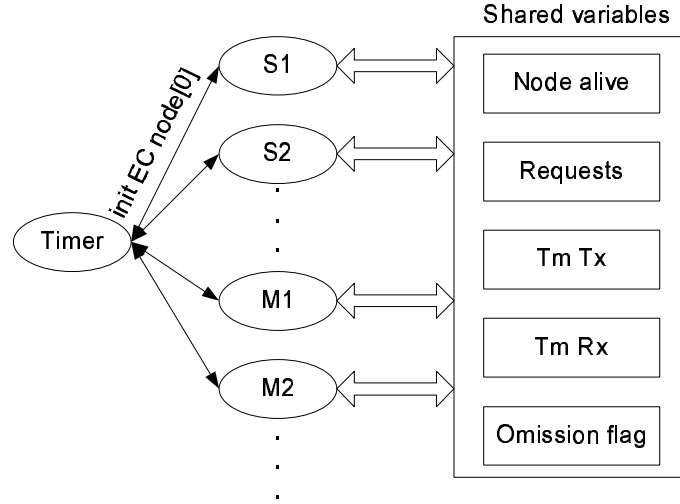 Shared variables
S1
Node alive
init EC node[0]
S2
Requests
Timer
Tm Tx
M1
Tm Rx
M2
Omission flag